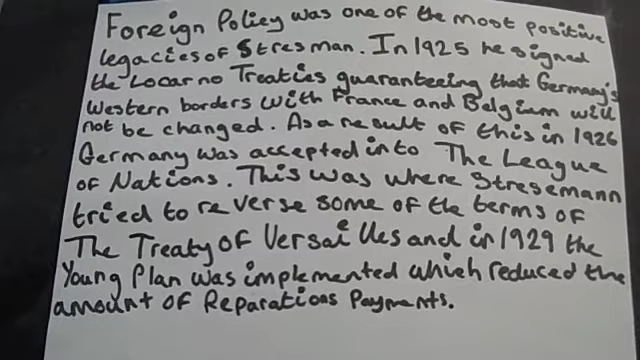 Foreign Policy was one of the most positive
legacies of Stresman. In 1925 he signed
the Locarno Treaties guaranteeing that Germany's
Western borders with France and Belgium will
not be changed. As a result of this in 1926
Germany was accepted into The League
of Nations. This was where Stresemann
tried to reverse some of the terms of
The Treaty of Versailles and in 1929 the
Young Plan was implemented which reduced the
amount of Reparations Payments.